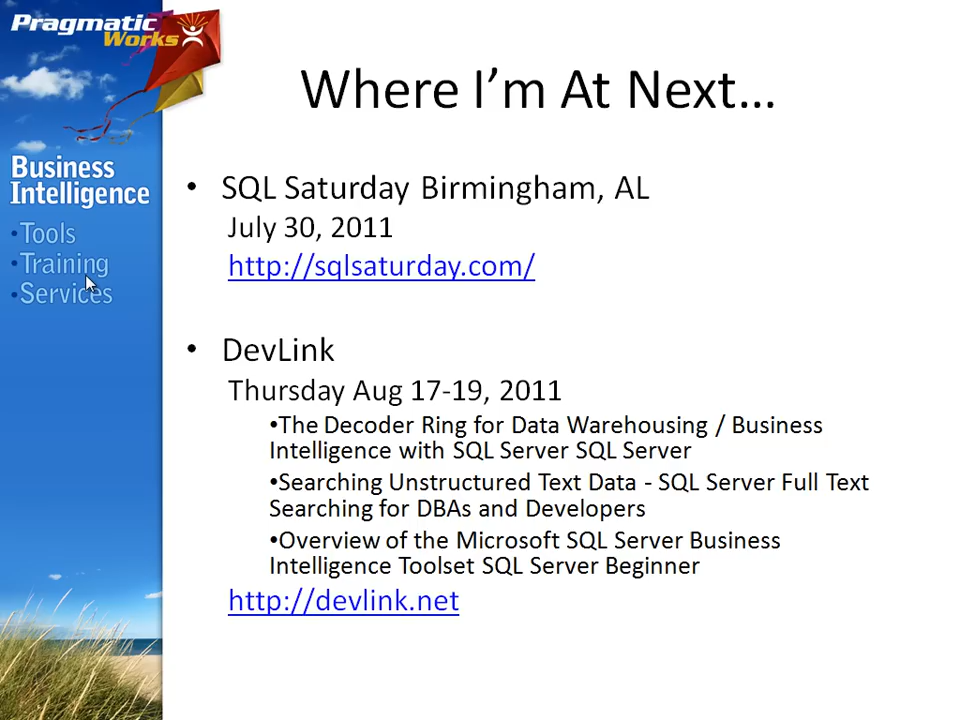 Pragmatic
Works
Business
Intelligence
•Tools
•Training
•Services
Where I'm At Next...
• SQL Saturday Birmingham, AL
July 30, 2011
http://sqlsaturday.com/
• DevLink
Thursday Aug 17-19, 2011
•The Decoder Ring for Data Warehousing / Business
Intelligence with SQL Server SQL Server
•Searching Unstructured Text Data - SQL Server Full Text
Searching for DBAs and Developers
•Overview of the Microsoft SQL Server Business
Intelligence Toolset SQL Server Beginner
http://devlink.net